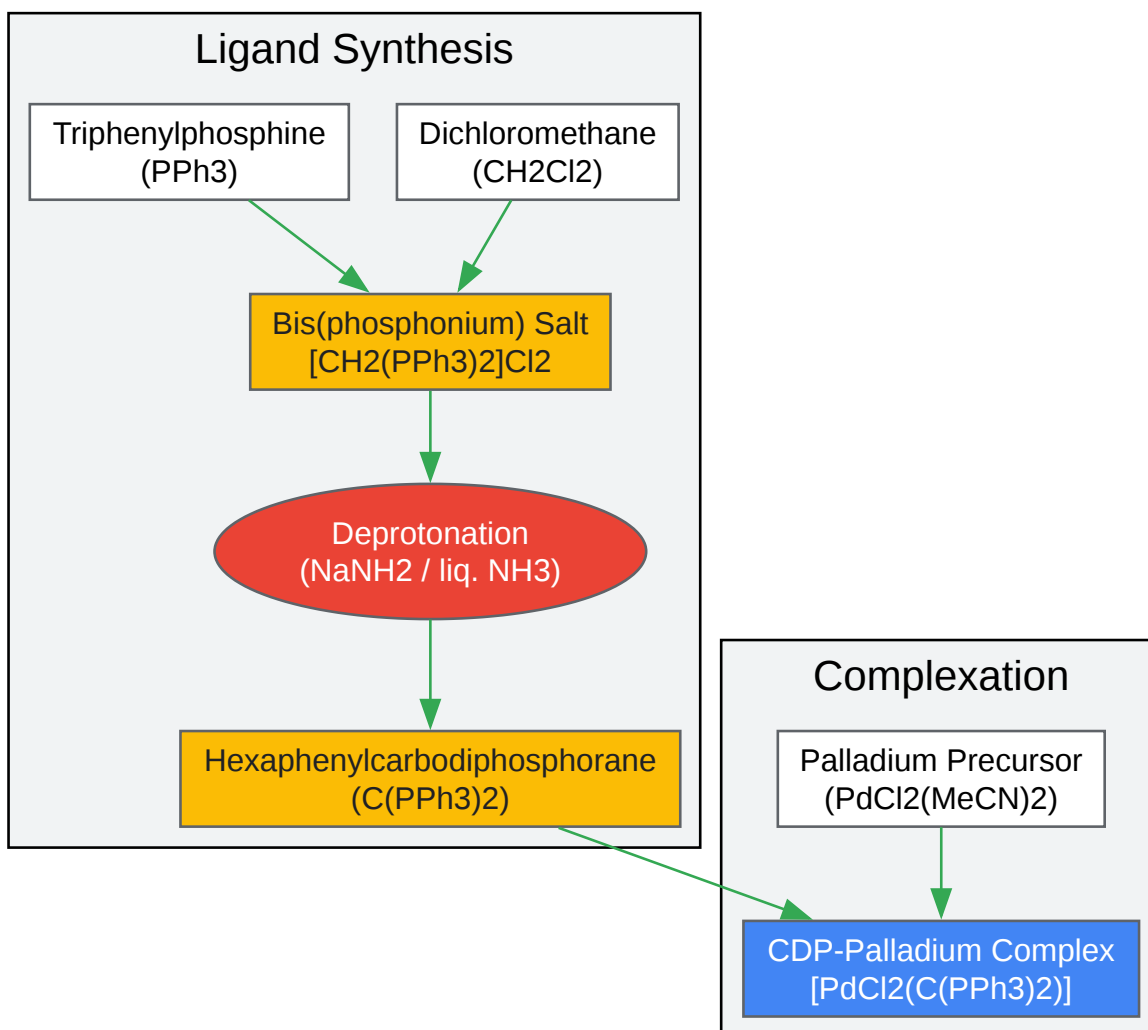 Ligand Synthesis
Triphenylphosphine
(PPh3)
Dichloromethane
(CH2Cl2)
Bis(phosphonium) Salt
[CH2(PPh3)2]Cl2
Deprotonation
(NaNH2 / liq. NH3)
Hexaphenylcarbodiphosphorane
(C(PPh3)2)
Complexation
Palladium Precursor
(PdCl2(MeCN)2)
CDP-Palladium Complex
[PdCl2(C(PPh3)2)]